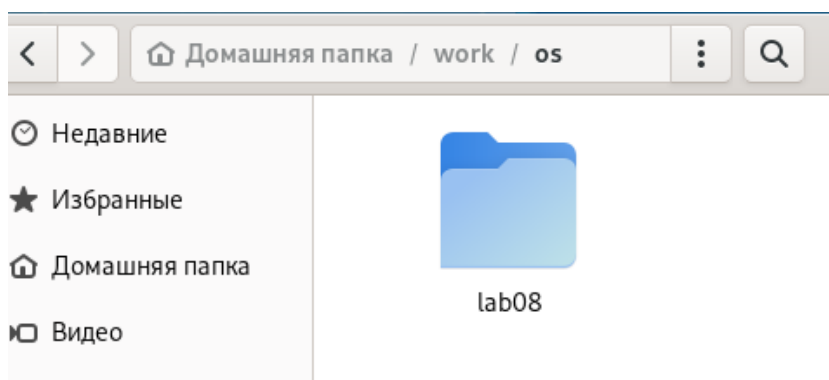 Домашняя папка / work / os
Недавние
Избранные
Домашняя папка
Видео
lab08